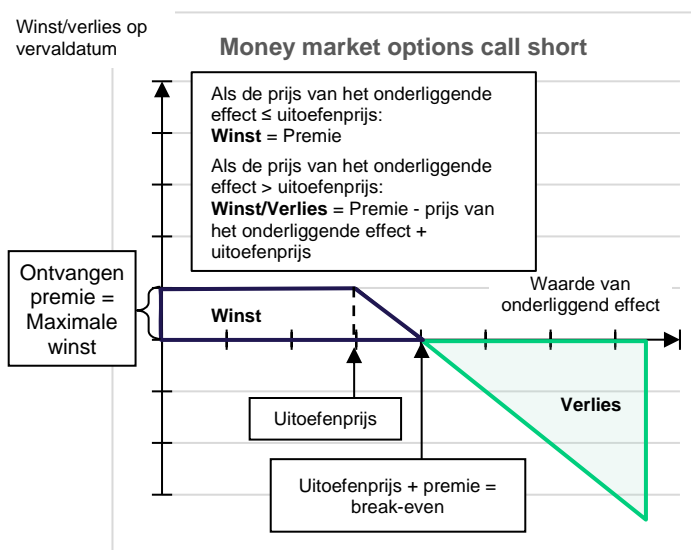 Winst/verlies op
vervaldatum
Money market options call short
Als de prijs van het onderliggende
effect ≤ uitoefenprijs:
Winst = Premie
Als de prijs van het onderliggende
effect > uitoefenprijs:
Winst/Verlies = Premie - prijs van
het onderliggende effect +
uitoefenprijs
Ontvangen
premie =
Maximale
winst
Winst
Waarde van
onderliggend effect
Verlies
Uitoefenprijs
Uitoefenprijs + premie =
break-even